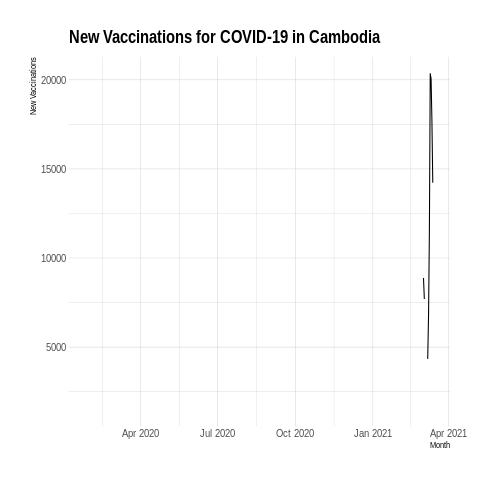 New Vaccinations for COVID-19 in Cambodia
New Vaccinations
20000
15000
10000
5000
Apr 2020 Jul 2020 Oct 2020 Jan 2021 Apr 2021
Month